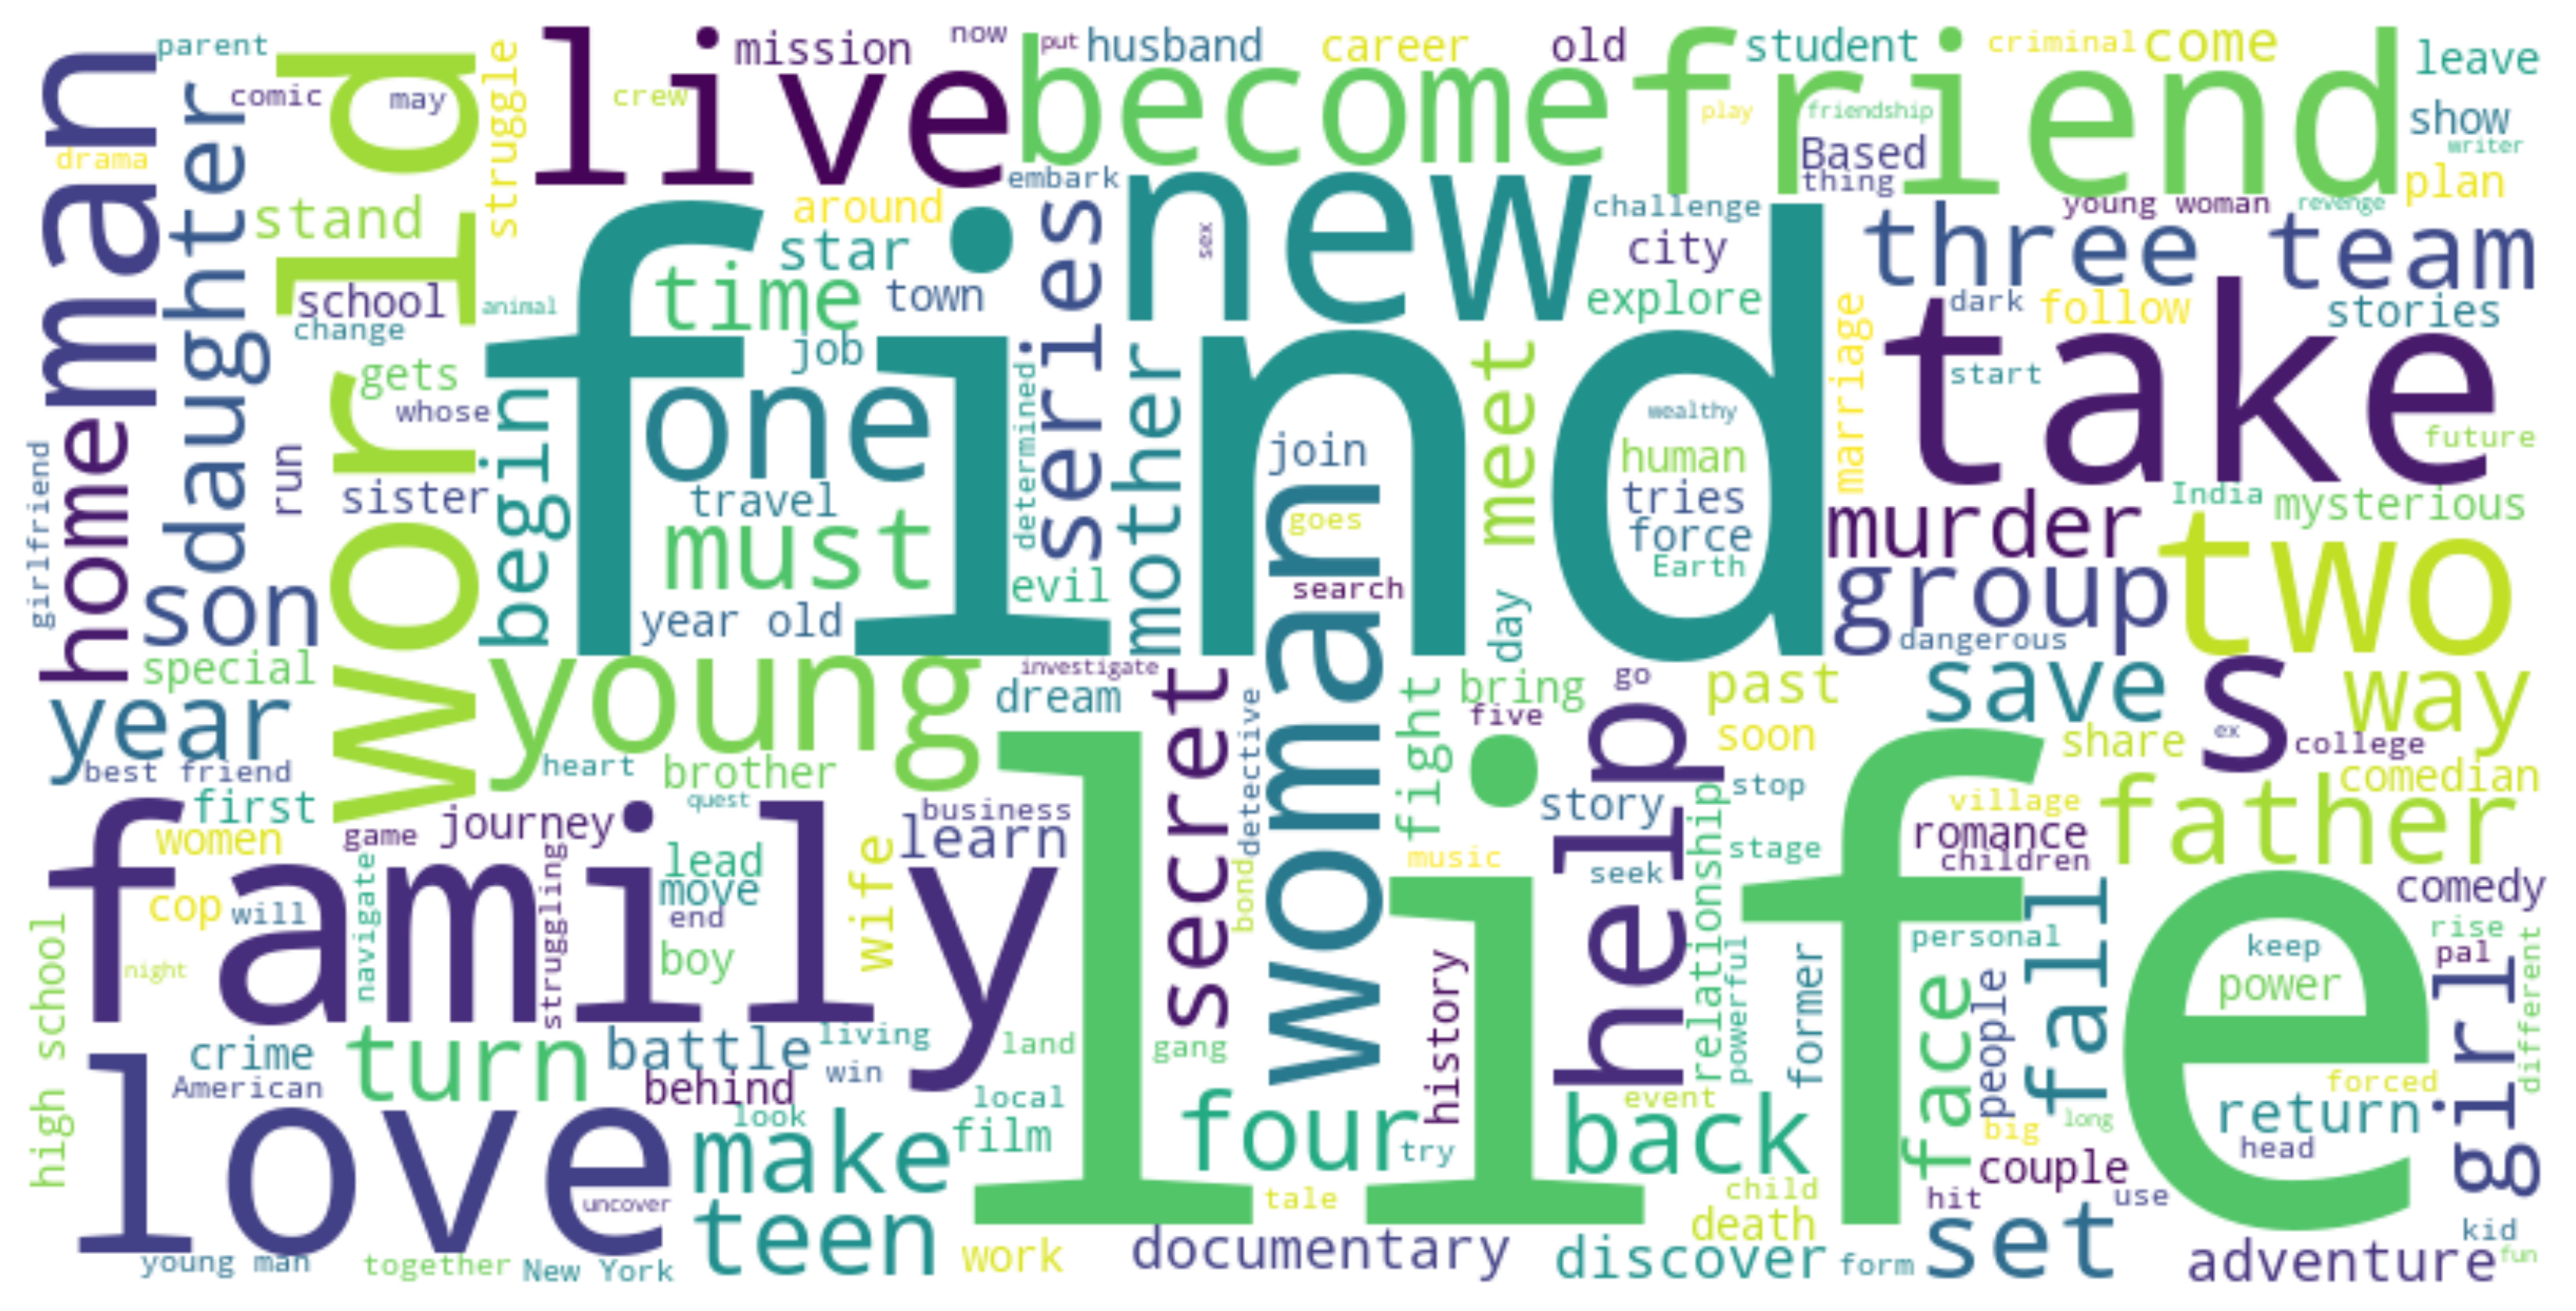 parent
live
mission
now
put
husband
career
old
student
criminal
come
leave
man
world
struggle
comic
may
crew
become
friend
play
friendship
show
writer
drama
daughter
Based
thing
plan
stand
around
embark
new
challenge
young woman
revenge
find
star
series
sex
city
three
team
school
time
town
explore
dark
follow
stories
change
animal
job
mother
meet
marriage
take
gets
whose
begin
one
determined
wealthy
start
future
home
run
sister
travel
join
human
tries
force
Earth
India
mysterious
girlfriend
must
goes
murder
two
son
evil
search
day
group
year old
dangerous
special
young
investigate
dream
secret
woman
detective
fight
bring
go
past
save
s
way
year
five
soon
share
ex
college
best friend
heart
brother
quest
help
stop
comedian
first
family
business
story
village
father
women
game
journey
learn
romance
children
lead
move
wife
music
seek
relationship
stage
life
comedy
cop
will
navigate
struggling
end
boy
bond
history
powerful
former
personal
face
people
fall
keep
power
rise
pal
girl
different
high school
night
crime
turn
battle
living
land
gang
American
behind
win
event
forced
love
look
local
four
try
back
big
long
return
head
make
film
couple
uncover
teen
tale
child
death
hit
use
set
kid
young man
together
New York
work
documentary
discover
form
adventure
fun